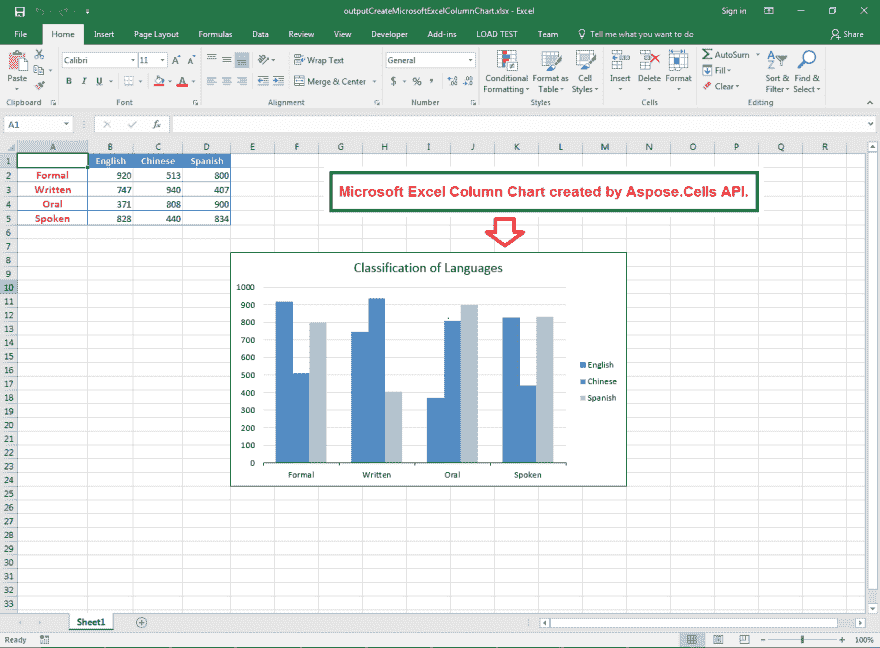 outputCreateMicrosoftExcelColumnChart.xlsx - Excel
Sign in
File Home Insert Page Layout Formulas Data Review View Developer Add-ins LOAD TEST Team Tell me what you want to do Share
Paste
Calibri 11
B I U
A A
A
Wrap Text
Merge & Center
General
$ % ,
Conditional Formatting
Format as Table
Cell Styles
Insert Delete Format
AutoSum
Fill
Clear
Sort & Filter
Find & Select
Clipboard Font Alignment Number Styles Cells Editing
A1 fx
A B C D E F G H I J K L M N O P Q R
1 English Chinese Spanish
2 Formal 920 513 800
3 Written 747 940 407
4 Oral 371 808 900
5 Spoken 828 440 834
Microsoft Excel Column Chart created by Aspose.Cells API.
6
7
8
9
10
11
12
13
14
15
16
17
18
19
20
21
22
23
24
25
26
27
28
29
30
31
32
33
Classification of Languages
1000
900
800
700
600
500
400
300
200
100
0
Formal Written Oral Spoken
English
Chinese
Spanish
Sheet1
Ready 100%